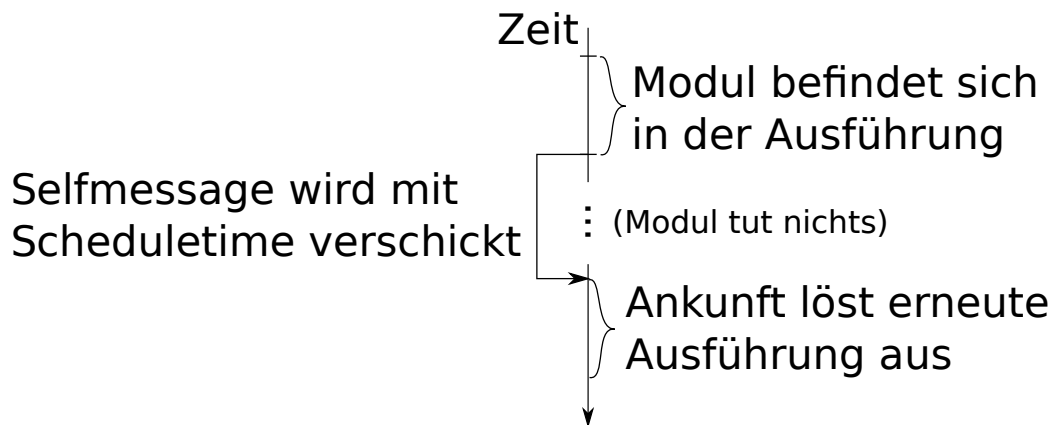 Zeit
Modul befindet sich
in der Ausführung
Selfmessage wird mit
Scheduletime verschickt
(Modul tut nichts)
Ankunft löst erneute
Ausführung aus